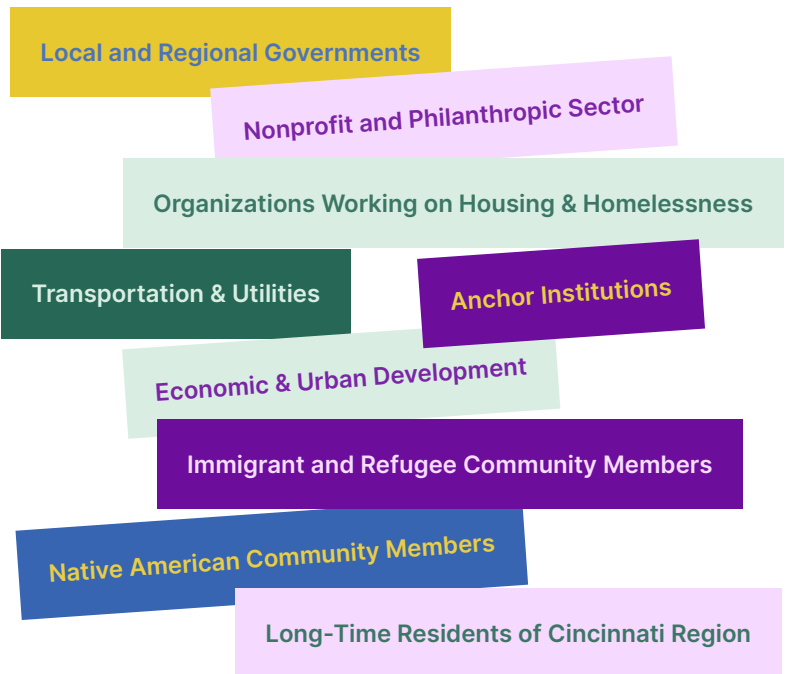 Local and Regional Governments
Nonprofit and Philanthropic Sector
Organizations Working on Housing & Homelessness
Transportation & Utilities
Anchor Institutions
Economic & Urban Development
Immigrant and Refugee Community Members
Native American Community Members
Long-Time Residents of Cincinnati Region